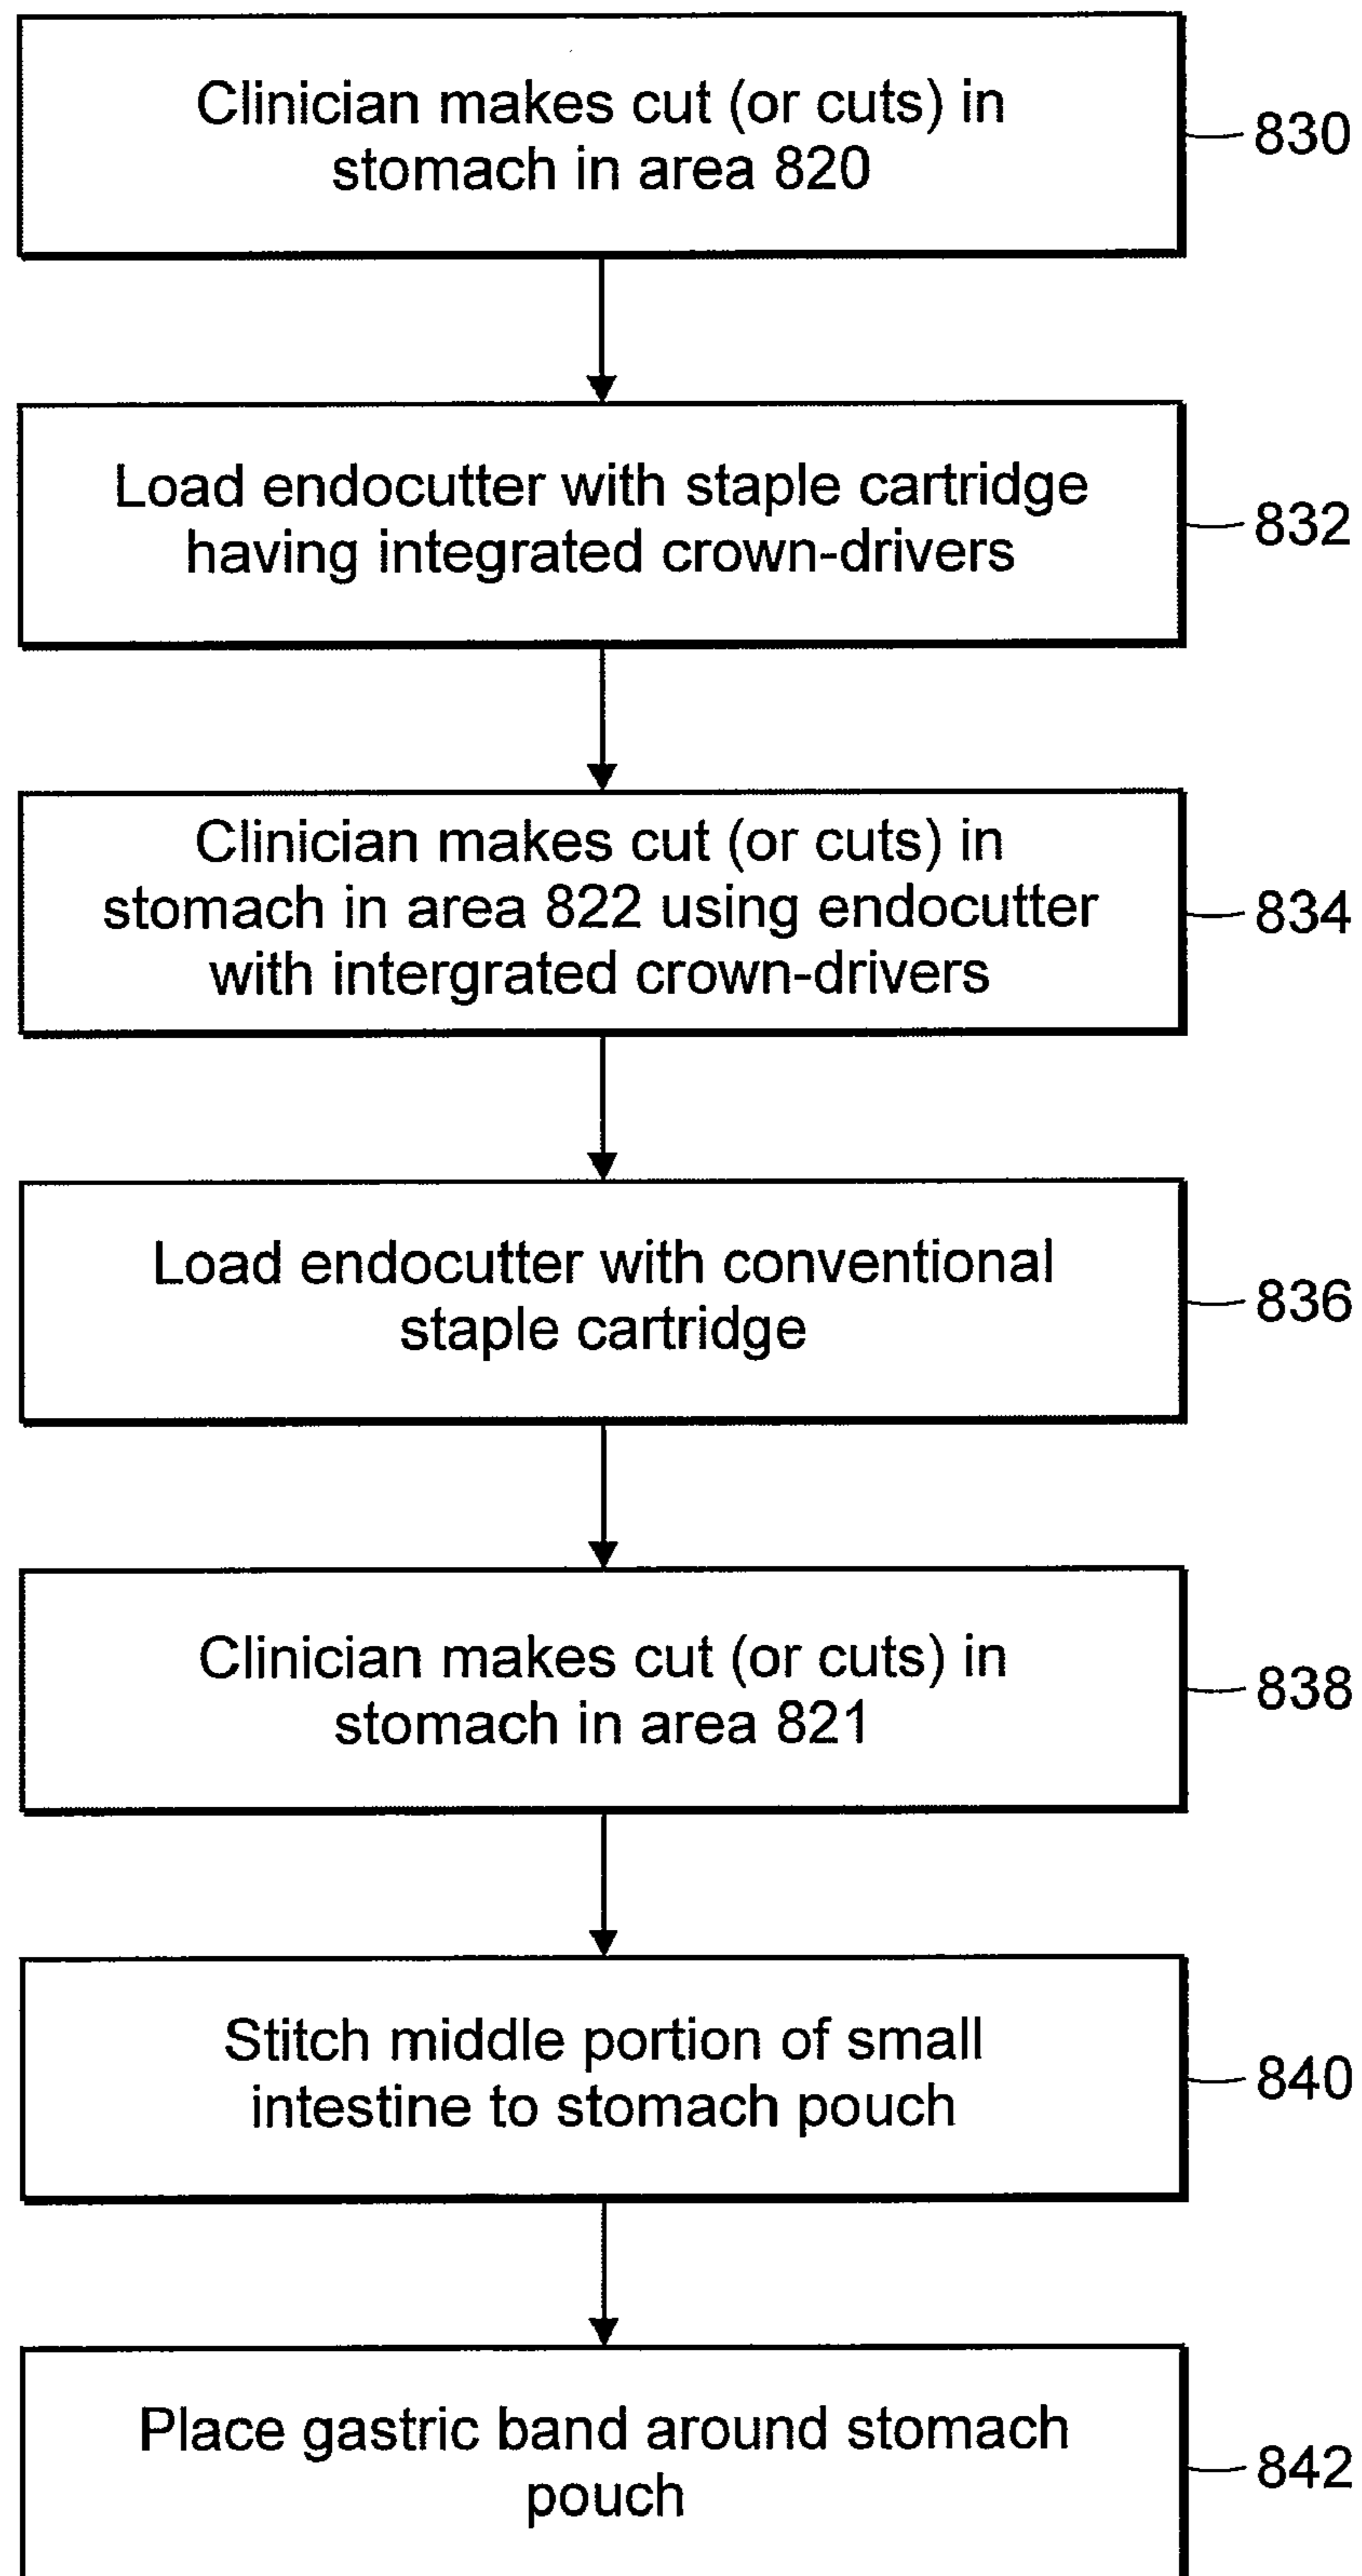 Clinician makes cut (or cuts) in
stomach in area 820
830
Load endocutter with staple cartridge
having integrated crown-drivers
832
Clinician makes cut (or cuts) in
stomach in area 822 using endocutter
with intergrated crown-drivers
834
Load endocutter with conventional
staple cartridge
836
Clinician makes cut (or cuts) in
stomach in area 821
838
Stitch middle portion of small
intestine to stomach pouch
840
Place gastric band around stomach
pouch
842